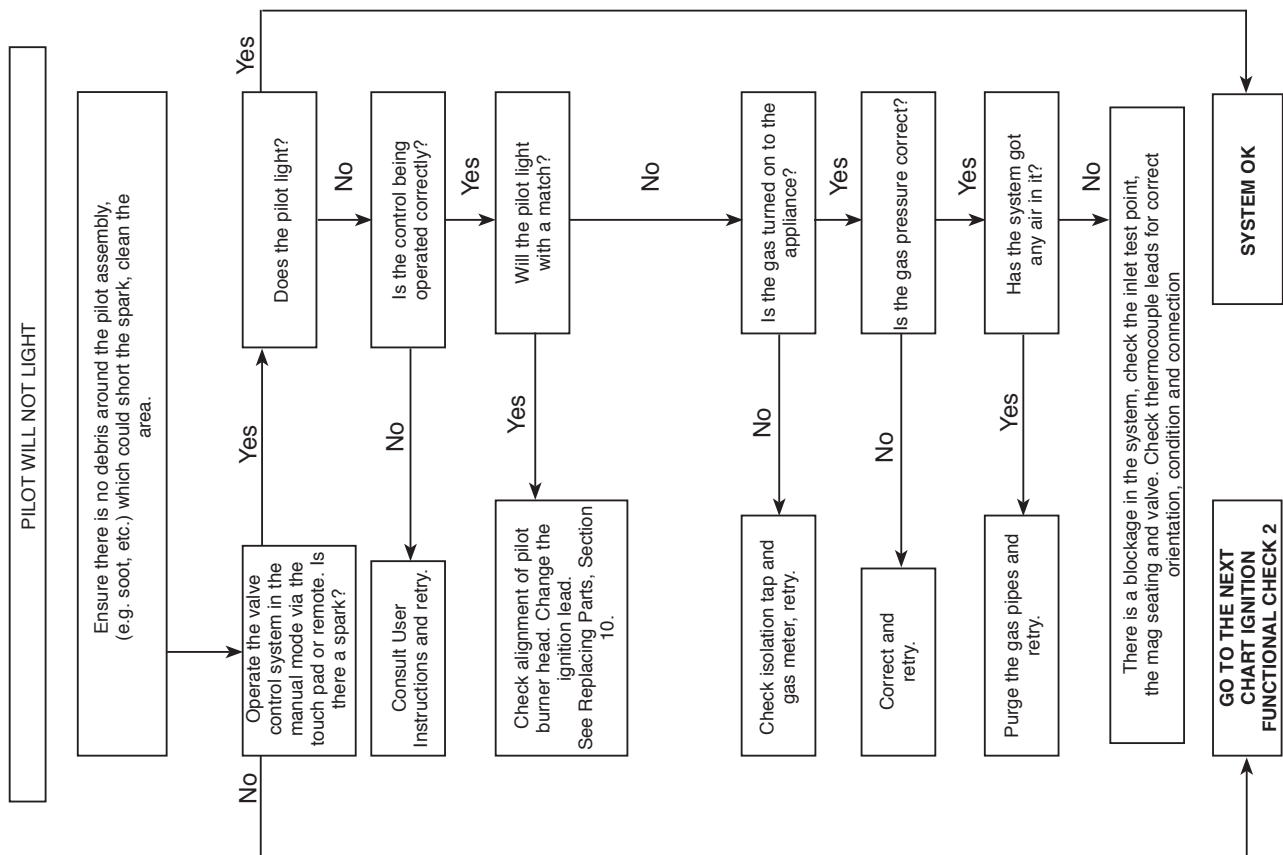 PILOT WILL NOT LIGHT
Ensure there is no debris around the pilot assembly,
(e.g. soot, etc.) which could short the spark, clean the
area.
Operate the valve
control system in the
manual mode via the
touch pad or remote. Is
there a spark?
No
Yes
Does the pilot light?
Yes
No
Is the control being
operated correctly?
No
Consult User
Instructions and retry.
Yes
Will the pilot light
with a match?
Yes
Check alignment of pilot
burner head. Change the
ignition lead.
See Replacing Parts, Section
10.
No
Is the gas turned on to the
appliance?
No
Check isolation tap and
gas meter, retry.
Yes
Is the gas pressure correct?
No
Correct and
retry.
Yes
Has the system got
any air in it?
Yes
Purge the gas pipes and
retry.
No
There is a blockage in the system, check the inlet test point,
the mag seating and valve. Check thermocouple leads for correct
orientation, condition and connection
GO TO THE NEXT
CHART IGNITION
FUNCTIONAL CHECK 2
SYSTEM OK